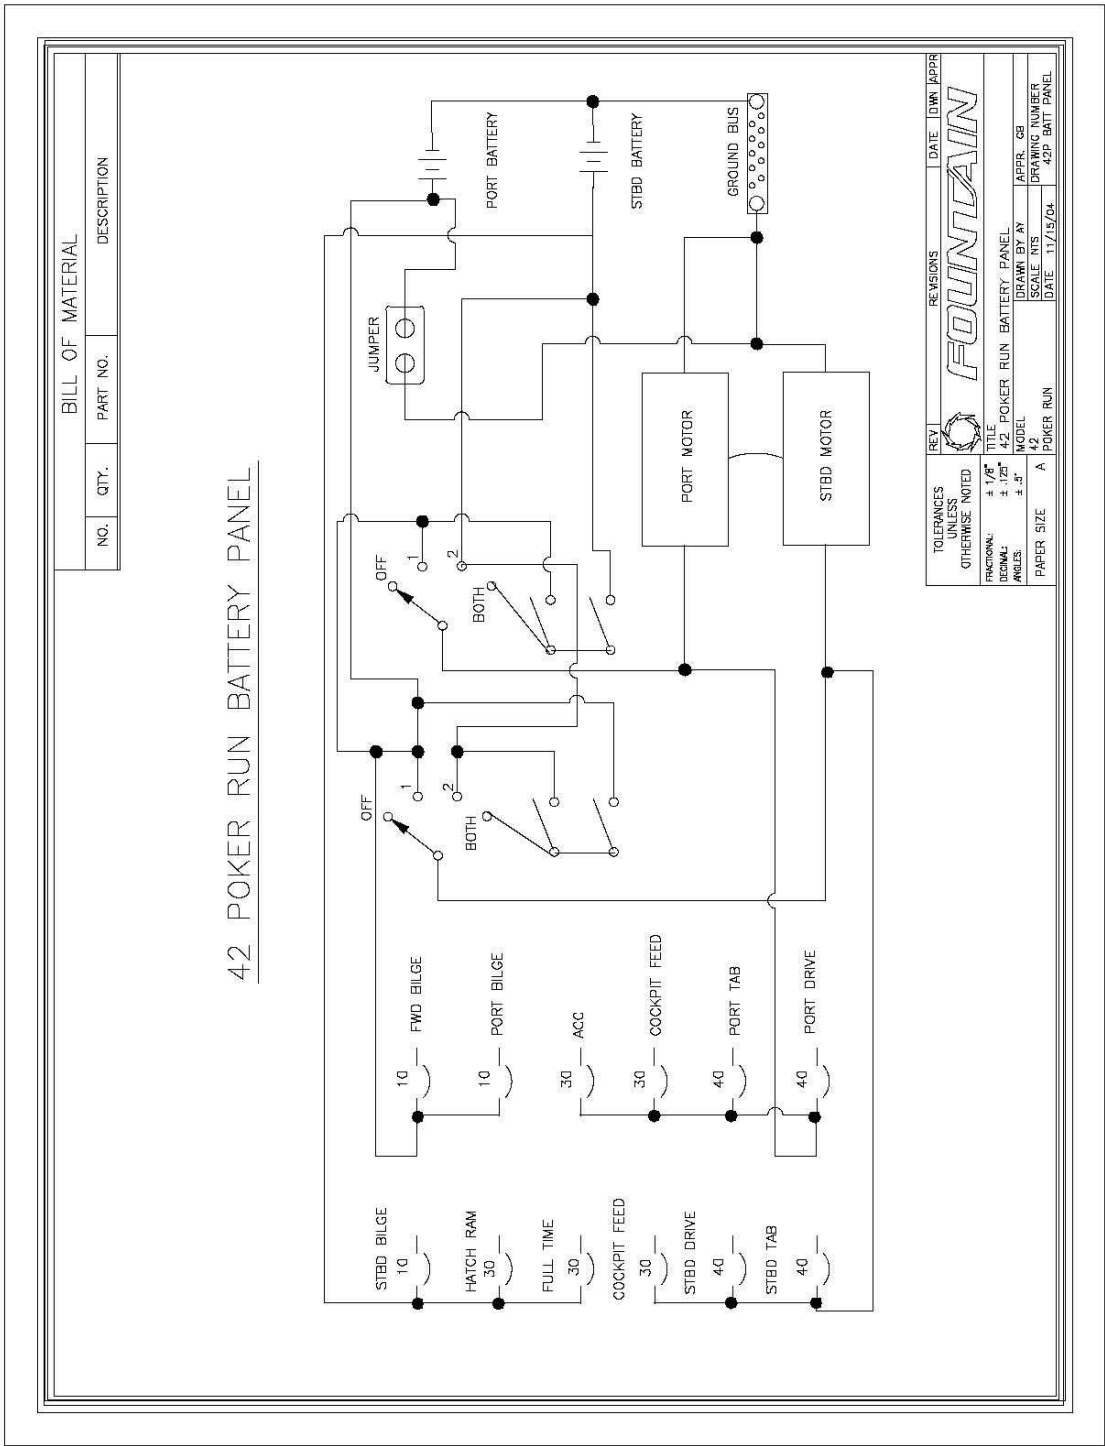 42 POKER RUN BATTERY PANEL
BILL OF MATERIAL
NO. QTY. PART NO. DESCRIPTION
STBD BILGE
10
HATCH RAM
30
FULL TIME
30
COCKPIT FEED
30
STBD DRIVE
40
STBD TAB
40
FWD BILGE
10
PORT BILGE
10
ACC
30
COCKPIT FEED
30
PORT TAB
40
PORT DRIVE
40
OFF
1
2
BOTH
OFF
1
2
BOTH
JUMPER
PORT BATTERY
STBD BATTERY
GROUND BUS
PORT MOTOR
STBD MOTOR
TOLERANCES
UNLESS
OTHERWISE NOTED
FRACTIONAL: ± 1/8"
DECIMAL: ± .125"
ANGLES: ± .5°
PAPER SIZE A
REV REVISIONS DATE DWN APPR
FOUNTAIN
TITLE
42 POKER RUN BATTERY PANEL
MODEL
42
POKER RUN
DRAWN BY AY
SCALE NTS
DATE 11/15/04
APPR. GB
DRAWING NUMBER
42P BATT PANEL